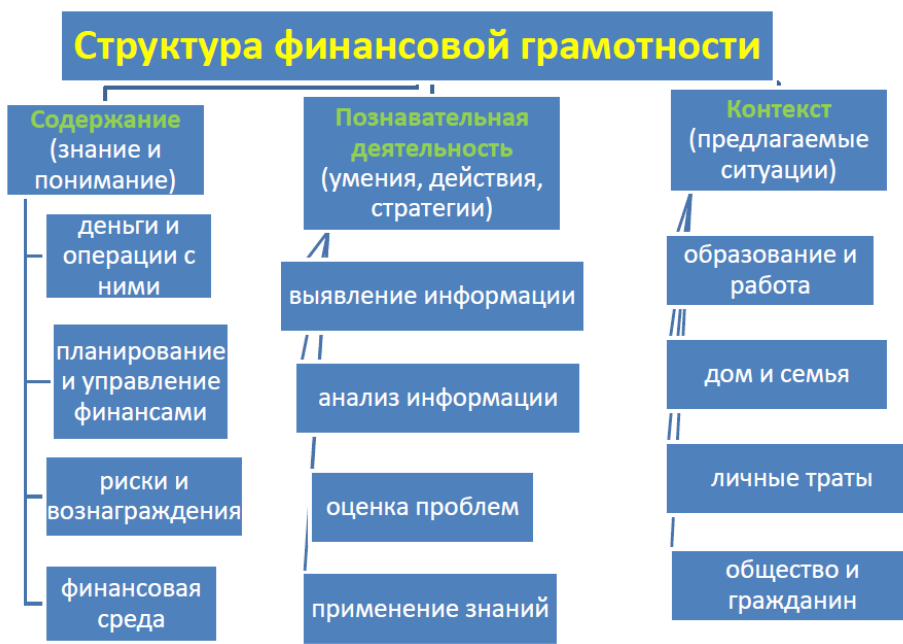 Структура финансовой грамотности
Содержание
(знание и
понимание)
деньги и
операции с
ними
планирование
и управление
финансами
риски и
вознаграждения
финансовая
среда
Познавательная
деятельность
(умения, действия,
стратегии)
выявление информации
анализ информации
оценка проблем
применение знаний
Контекст
(предлагаемые
ситуации)
образование и
работа
дом и семья
личные траты
общество и
гражданин